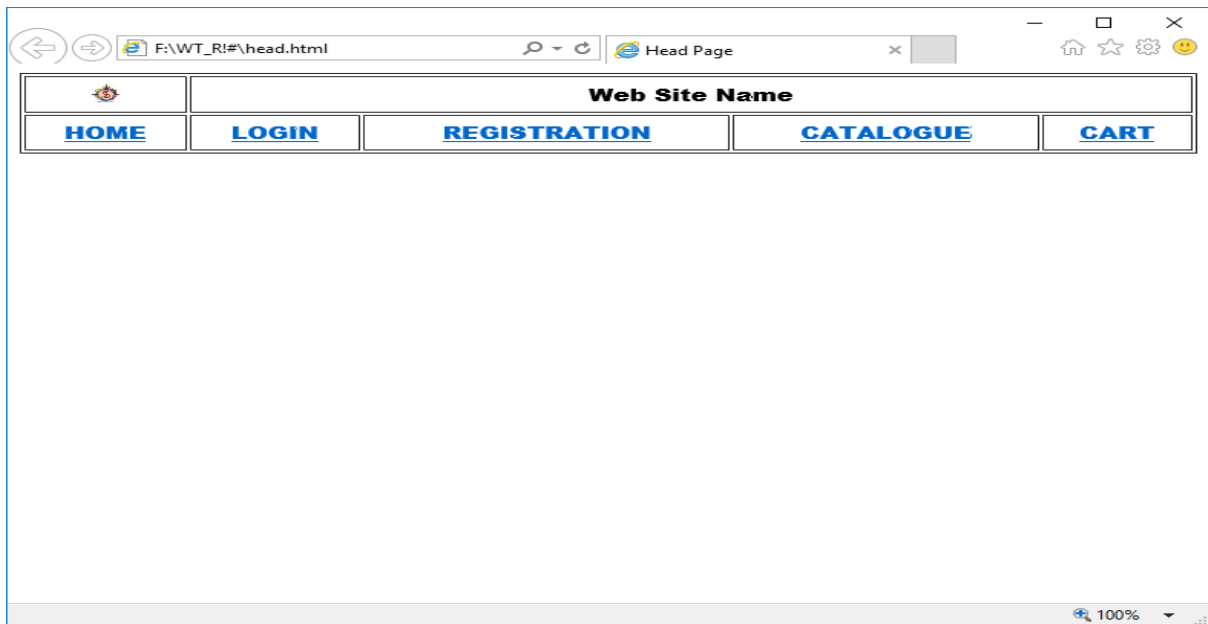 F:\WT_R!#\head.html Head Page
Web Site Name
HOME LOGIN REGISTRATION CATALOGUE CART
100%